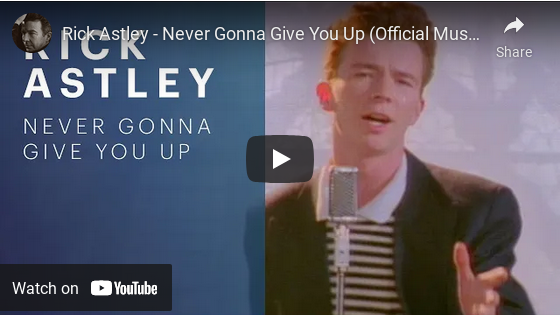 Rick Astley - Never Gonna Give You Up (Official Mus...
Share
RICK
ASTLEY
NEVER GONNA
GIVE YOU UP
Watch on YouTube